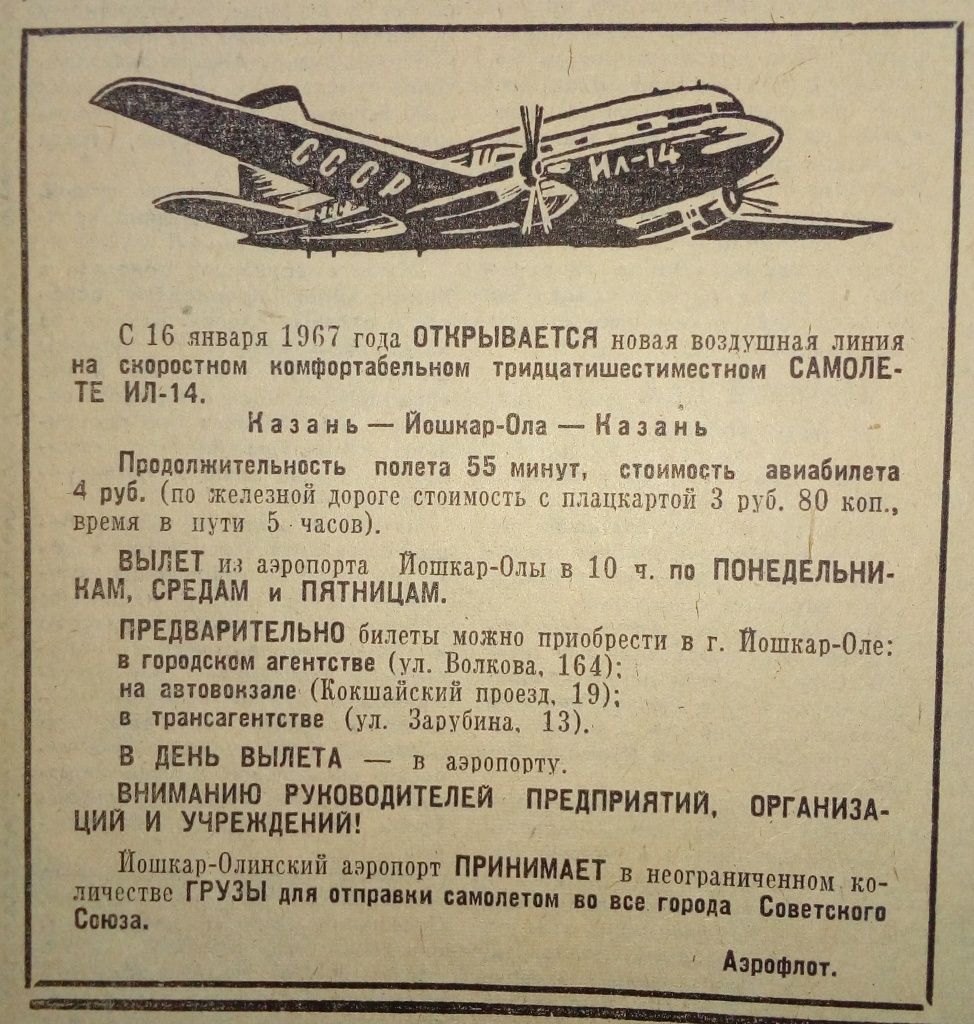 СССР
Ил-14
С 16 января 1967 года ОТКРЫВАЕТСЯ новая воздушная линия
на скоростном комфортабельном тридцатишестиместном САМОЛЕ-
ТЕ ИЛ-14.
Казань — Йошкар-Ола — Казань
Продолжительность полета 55 минут, стоимость авиабилета
4 руб. (по железной дороге стоимость с плацкартой 3 руб. 80 коп.,
время в пути 5 часов).
ВЫЛЕТ из аэропорта Йошкар-Олы в 10 ч. по ПОНЕДЕЛЬНИ-
КАМ, СРЕДАМ и ПЯТНИЦАМ.
ПРЕДВАРИТЕЛЬНО билеты можно приобрести в г. Йошкар-Оле:
в городском агентстве (ул. Волкова, 164);
на автовокзале (Кокшайский проезд, 19);
в трансагентстве (ул. Зарубина, 13).
В ДЕНЬ ВЫЛЕТА — в аэропорту.
ВНИМАНИЮ РУКОВОДИТЕЛЕЙ ПРЕДПРИЯТИЙ, ОРГАНИЗА-
ЦИЙ И УЧРЕЖДЕНИЙ!
Йошкар-Олинский аэропорт ПРИНИМАЕТ в неограниченном ко-
личестве ГРУЗЫ для отправки самолетом во все города Советского
Союза.
Аэрофлот.